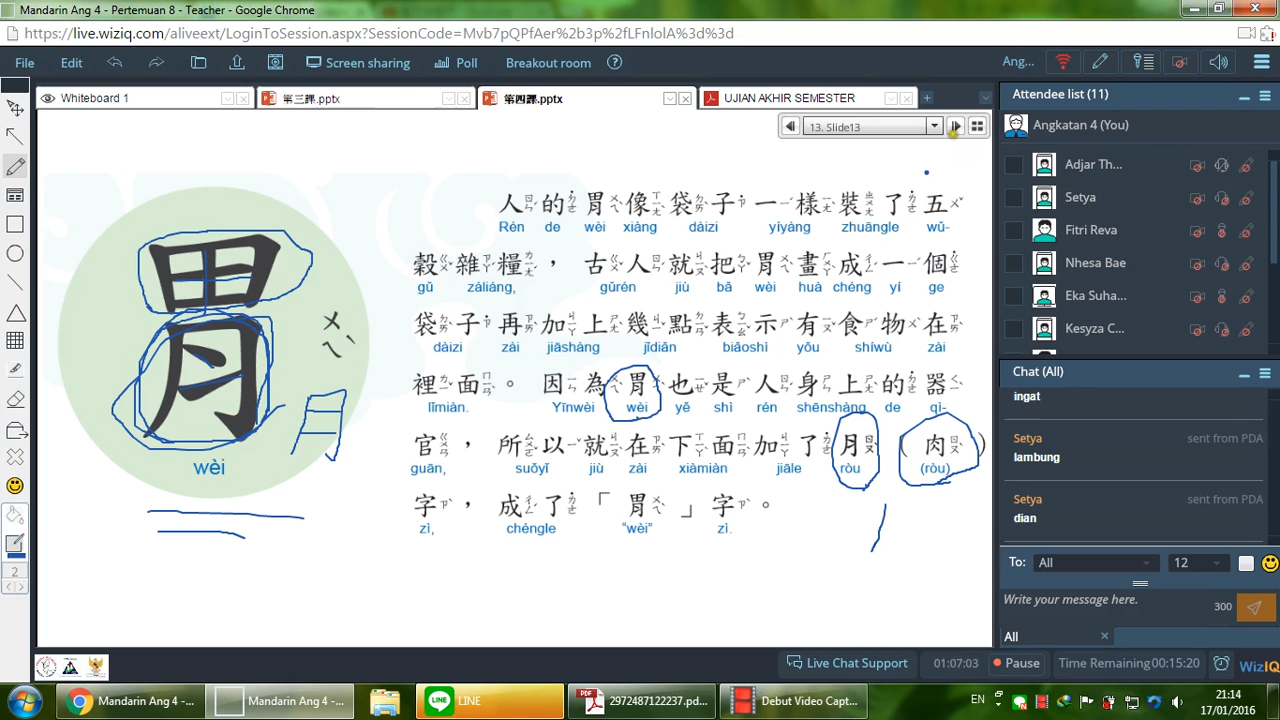 Mandarin Ang 4 - Pertemuan 8 - Teacher - Google Chrome
https://live.wiziq.com/aliveext/LoginToSession.aspx?SessionCode=Mvb7pQPfAer%2b3p%2fLFnlolA%3d%3d
File Edit Screen sharing Poll Breakout room Ang...
Whiteboard 1 第三課.pptx 第四課.pptx UJIAN AKHIR SEMESTER
13. Slide13
胃 ㄨㄟˋ
wèi
月
人的胃像袋子一樣裝了五
Rén de wèi xiàng dàizi yíyàng zhuāngle wǔ-
穀雜糧，古人就把胃畫成一個
gǔ záliáng, gǔrén jiù bǎ wèi huà chéng yí ge
袋子再加上幾點表示有食物在
dàizi zài jiāshàng jǐdiǎn biǎoshì yǒu shíwù zài
裡面。因為胃也是人身上的器
lǐmiàn. Yīnwèi wèi yě shì rén shēnshàng de qì-
官，所以就在下面加了月(肉)
guān, suǒyǐ jiù zài xiàmiàn jiāle ròu (ròu)
字，成了「胃」字。
zì, chéngle "wèi" zì.
Attendee list (11)
Angkatan 4 (You)
Adjar Th...
Setya
Fitri Reva
Nhesa Bae
Eka Suha...
Kesyza C...
Chat (All)
ingat
Setya sent from PDA
lambung
Setya sent from PDA
dian
To: All 12
Write your message here. 300
All
2
Live Chat Support 01:07:03 Pause Time Remaining 00:15:20 WizIQ
Mandarin Ang 4 -... Mandarin Ang 4 -... LINE 2972487122237.pd... Debut Video Capt... EN 21:14
17/01/2016